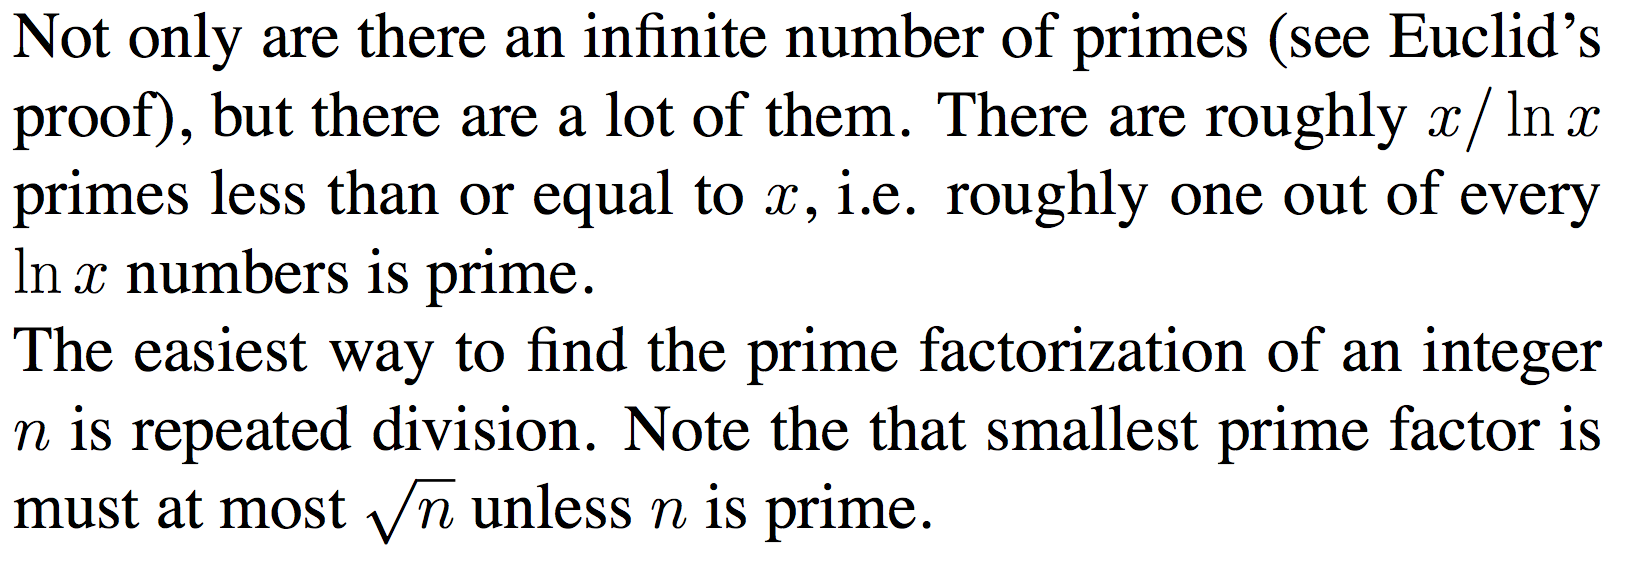 Not only are there an infinite number of primes (see Euclid's
proof), but there are a lot of them. There are roughly x/ ln x
primes less than or equal to x, i.e. roughly one out of every
ln x numbers is prime.
The easiest way to find the prime factorization of an integer
n is repeated division. Note the that smallest prime factor is
must at most √n unless n is prime.